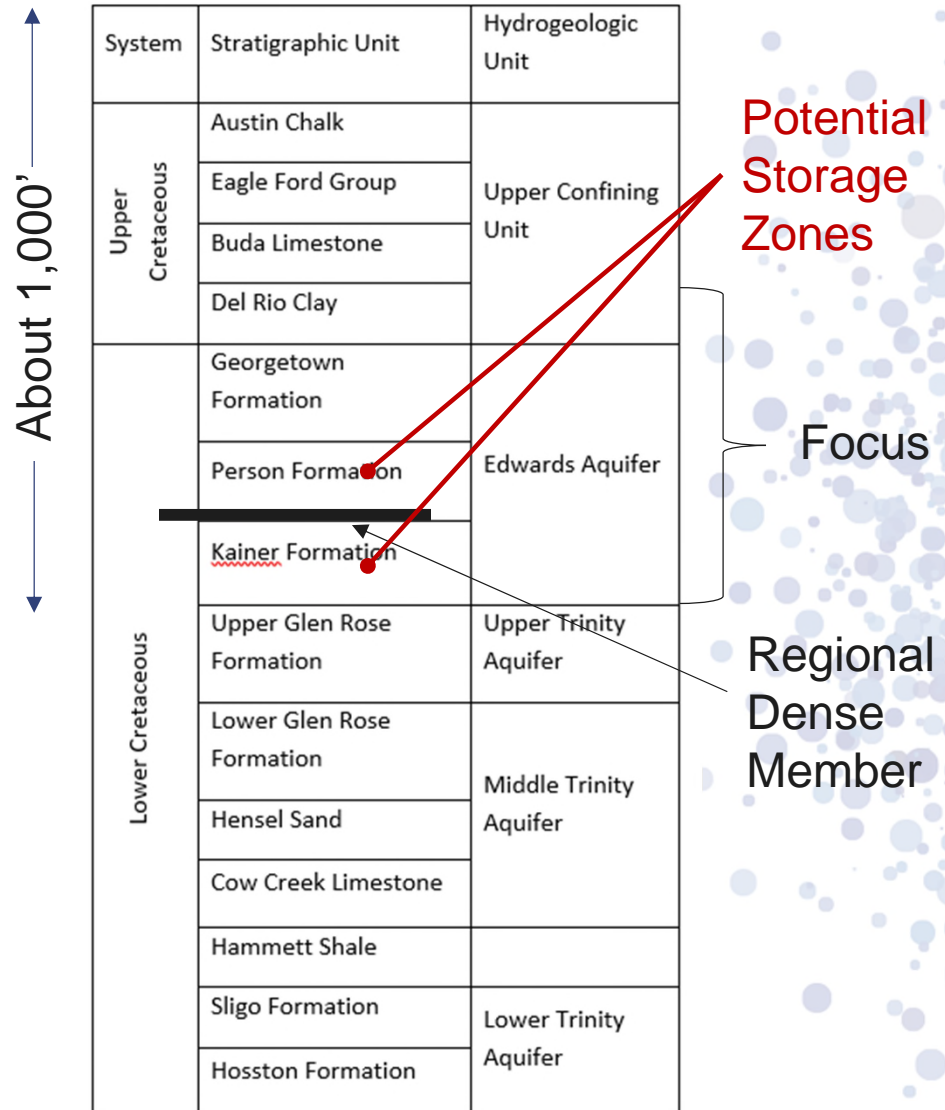 About 1,000’
System
Stratigraphic Unit
Hydrogeologic
Unit
Upper
Cretaceous
Austin Chalk
Eagle Ford Group
Buda Limestone
Del Rio Clay
Upper Confining
Unit
Lower Cretaceous
Georgetown
Formation
Person Formation
Kainer Formation
Edwards Aquifer
Upper Glen Rose
Formation
Upper Trinity
Aquifer
Lower Glen Rose
Formation
Hensel Sand
Cow Creek Limestone
Middle Trinity
Aquifer
Hammett Shale
Sligo Formation
Hosston Formation
Lower Trinity
Aquifer
Potential
Storage
Zones
Focus
Regional
Dense
Member